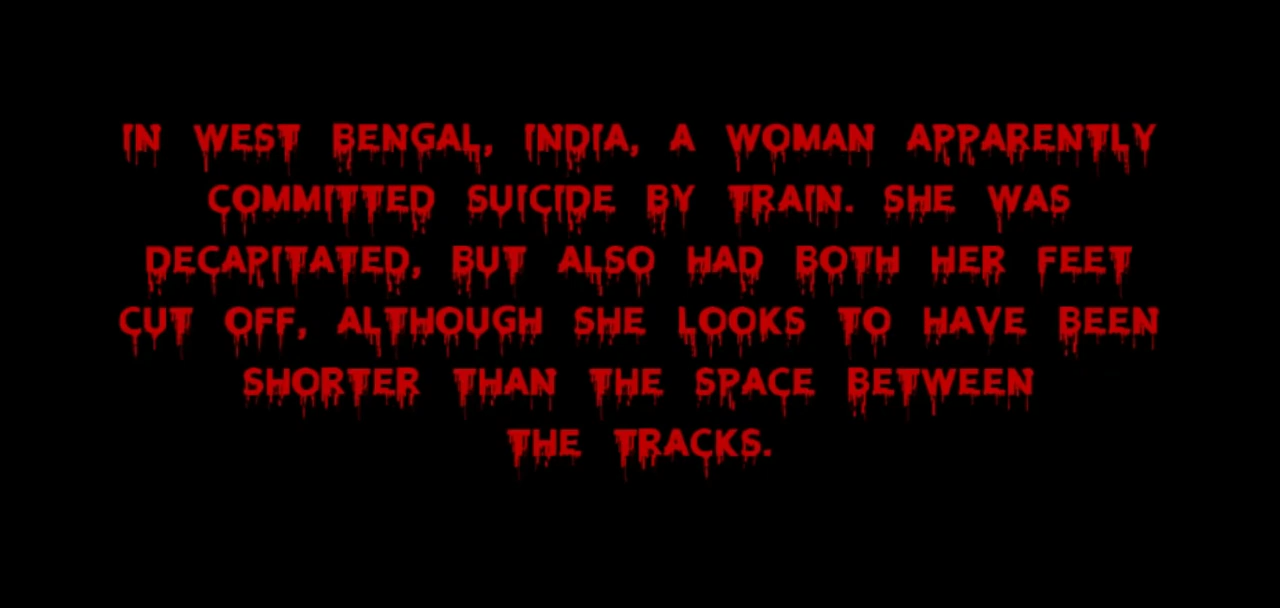 IN WEST BENGAL, INDIA, A WOMAN APPARENTLY
COMMITTED SUICIDE BY TRAIN. SHE WAS
DECAPITATED, BUT ALSO HAD BOTH HER FEET
CUT OFF, ALTHOUGH SHE LOOKS TO HAVE BEEN
SHORTER THAN THE SPACE BETWEEN
THE TRACKS.